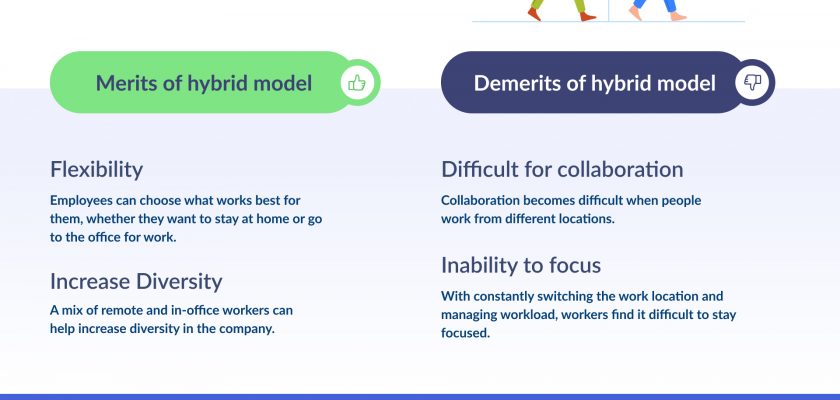 Merits of hybrid model
Flexibility
Employees can choose what works best for
them, whether they want to stay at home or go
to the office for work.
Increase Diversity
A mix of remote and in-office workers can
help increase diversity in the company.
Demerits of hybrid model
Difficult for collaboration
Collaboration becomes difficult when people
work from different locations.
Inability to focus
With constantly switching the work location and
managing workload, workers find it difficult to stay
focused.